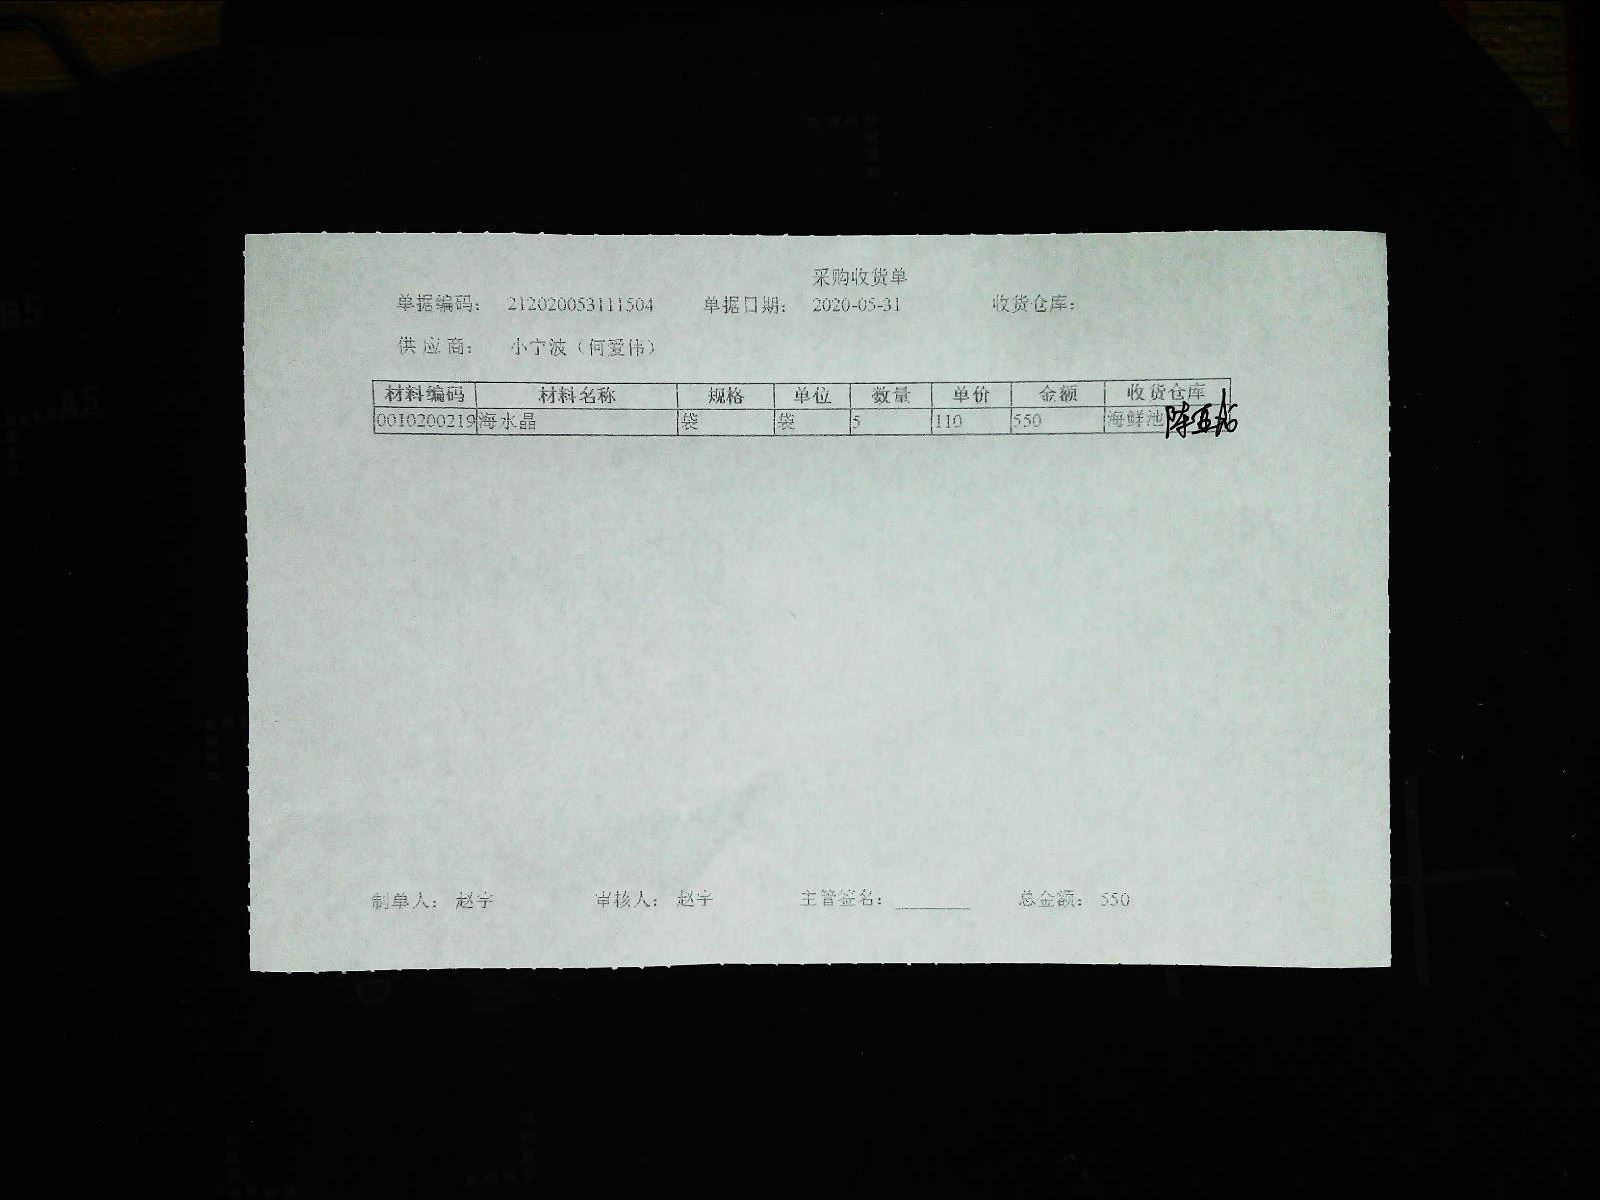 采购收货单
单据编码： 212020053111504 单据日期： 2020-05-31 收货仓库：
供 应 商： 小宁波（何爱伟）
材料编码 材料名称 规格 单位 数量 单价 金额 收货仓库
0010200219 海水晶 袋 袋 5 110 550 海鲜池
制单人： 赵宇 审核人： 赵宇 主管签名： 总金额： 550